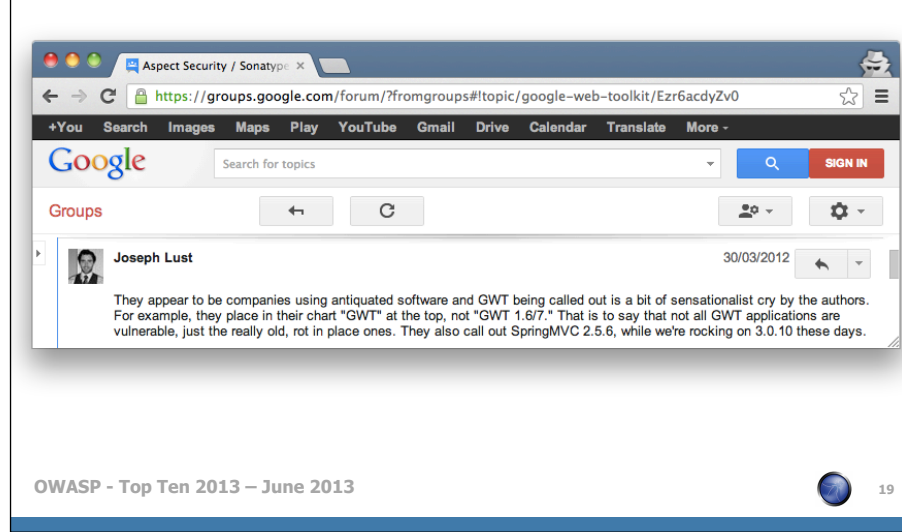 Aspect Security / Sonatype
https://groups.google.com/forum/?fromgroups#!topic/google-web-toolkit/Ezr6acdyZv0
+You Search Images Maps Play YouTube Gmail Drive Calendar Translate More
Google Search for topics SIGN IN
Groups
Joseph Lust 30/03/2012
They appear to be companies using antiquated software and GWT being called out is a bit of sensationalist cry by the authors.
For example, they place in their chart "GWT" at the top, not "GWT 1.6/7." That is to say that not all GWT applications are
vulnerable, just the really old, rot in place ones. They also call out SpringMVC 2.5.6, while we're rocking on 3.0.10 these days.
OWASP - Top Ten 2013 – June 2013 19